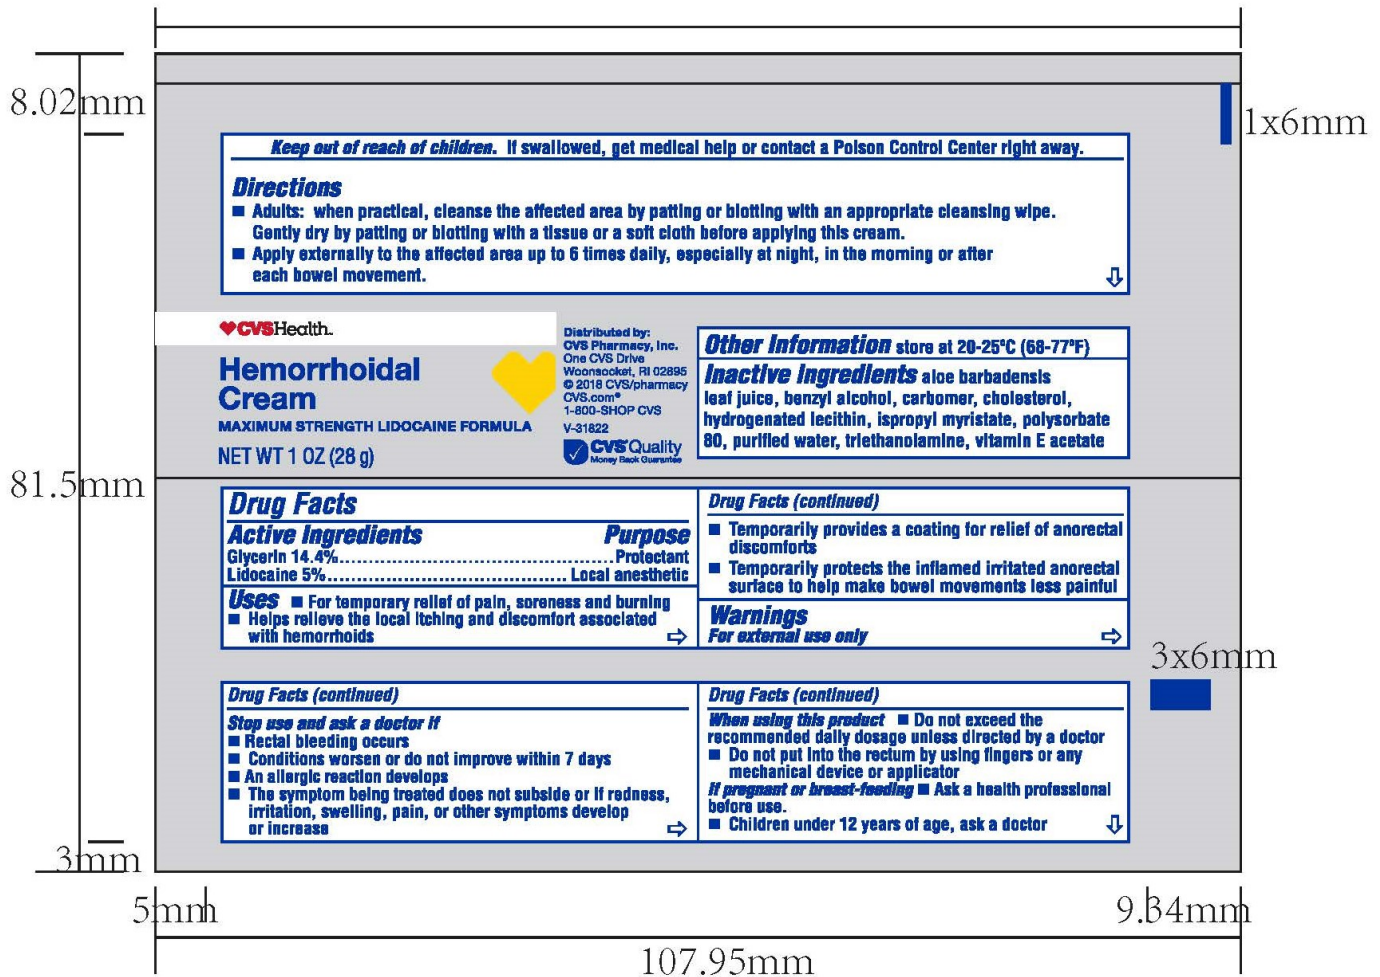 8.02mm
1x6mm
Keep out of reach of children. If swallowed, get medical help or contact a Poison Control Center right away.
Directions
■ Adults: when practical, cleanse the affected area by patting or blotting with an appropriate cleansing wipe.
Gently dry by patting or blotting with a tissue or a soft cloth before applying this cream.
■ Apply externally to the affected area up to 6 times daily, especially at night, in the morning or after
each bowel movement.
CVSHealth.
Hemorrhoidal
Cream
MAXIMUM STRENGTH LIDOCAINE FORMULA
NET WT 1 OZ (28 g)
Distributed by:
CVS Pharmacy, Inc.
One CVS Drive
Woonsocket, RI 02895
© 2018 CVS/pharmacy
CVS.com®
1-800-SHOP CVS
V-31822
CVS Quality
Money Back Guarantee
Other Information store at 20-25°C (68-77°F)
Inactive Ingredients aloe barbadensis
leaf juice, benzyl alcohol, carbomer, cholesterol,
hydrogenated lecithin, ispropyl myristate, polysorbate
80, purified water, triethanolamine, vitamin E acetate
81.5mm
Drug Facts
Active Ingredients Purpose
Glycerin 14.4%................................................Protectant
Lidocaine 5%.......................................... Local anesthetic
Uses ■ For temporary relief of pain, soreness and burning
■ Helps relieve the local itching and discomfort associated
with hemorrhoids
Drug Facts (continued)
■ Temporarily provides a coating for relief of anorectal
discomforts
■ Temporarily protects the inflamed irritated anorectal
surface to help make bowel movements less painful
Warnings
For external use only
3x6mm
Drug Facts (continued)
Stop use and ask a doctor if
■ Rectal bleeding occurs
■ Conditions worsen or do not improve within 7 days
■ An allergic reaction develops
■ The symptom being treated does not subside or if redness,
irritation, swelling, pain, or other symptoms develop
or increase
Drug Facts (continued)
When using this product ■ Do not exceed the
recommended daily dosage unless directed by a doctor
■ Do not put into the rectum by using fingers or any
mechanical device or applicator
If pregnant or breast-feeding ■ Ask a health professional
before use.
■ Children under 12 years of age, ask a doctor
3mm
5mm
9.34mm
107.95mm